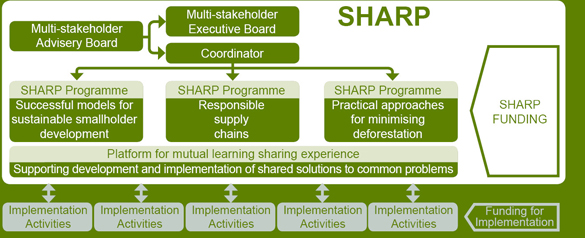 SHARP
Multi-stakeholder
Executive Board
Multi-stakeholder
Advisery Board
Coordinator
SHARP Programme
Successful models for
sustainable smallholder
development
SHARP Programme
Responsible
supply
chains
SHARP Programme
Practical approaches
for minimising
deforestation
SHARP
FUNDING
Platform for mutual learning sharing experience
Supporting development and implementation of shared solutions to common problems
Implementation
Activities
Implementation
Activities
Implementation
Activities
Implementation
Activities
Implementation
Activities
Funding for
Implementation